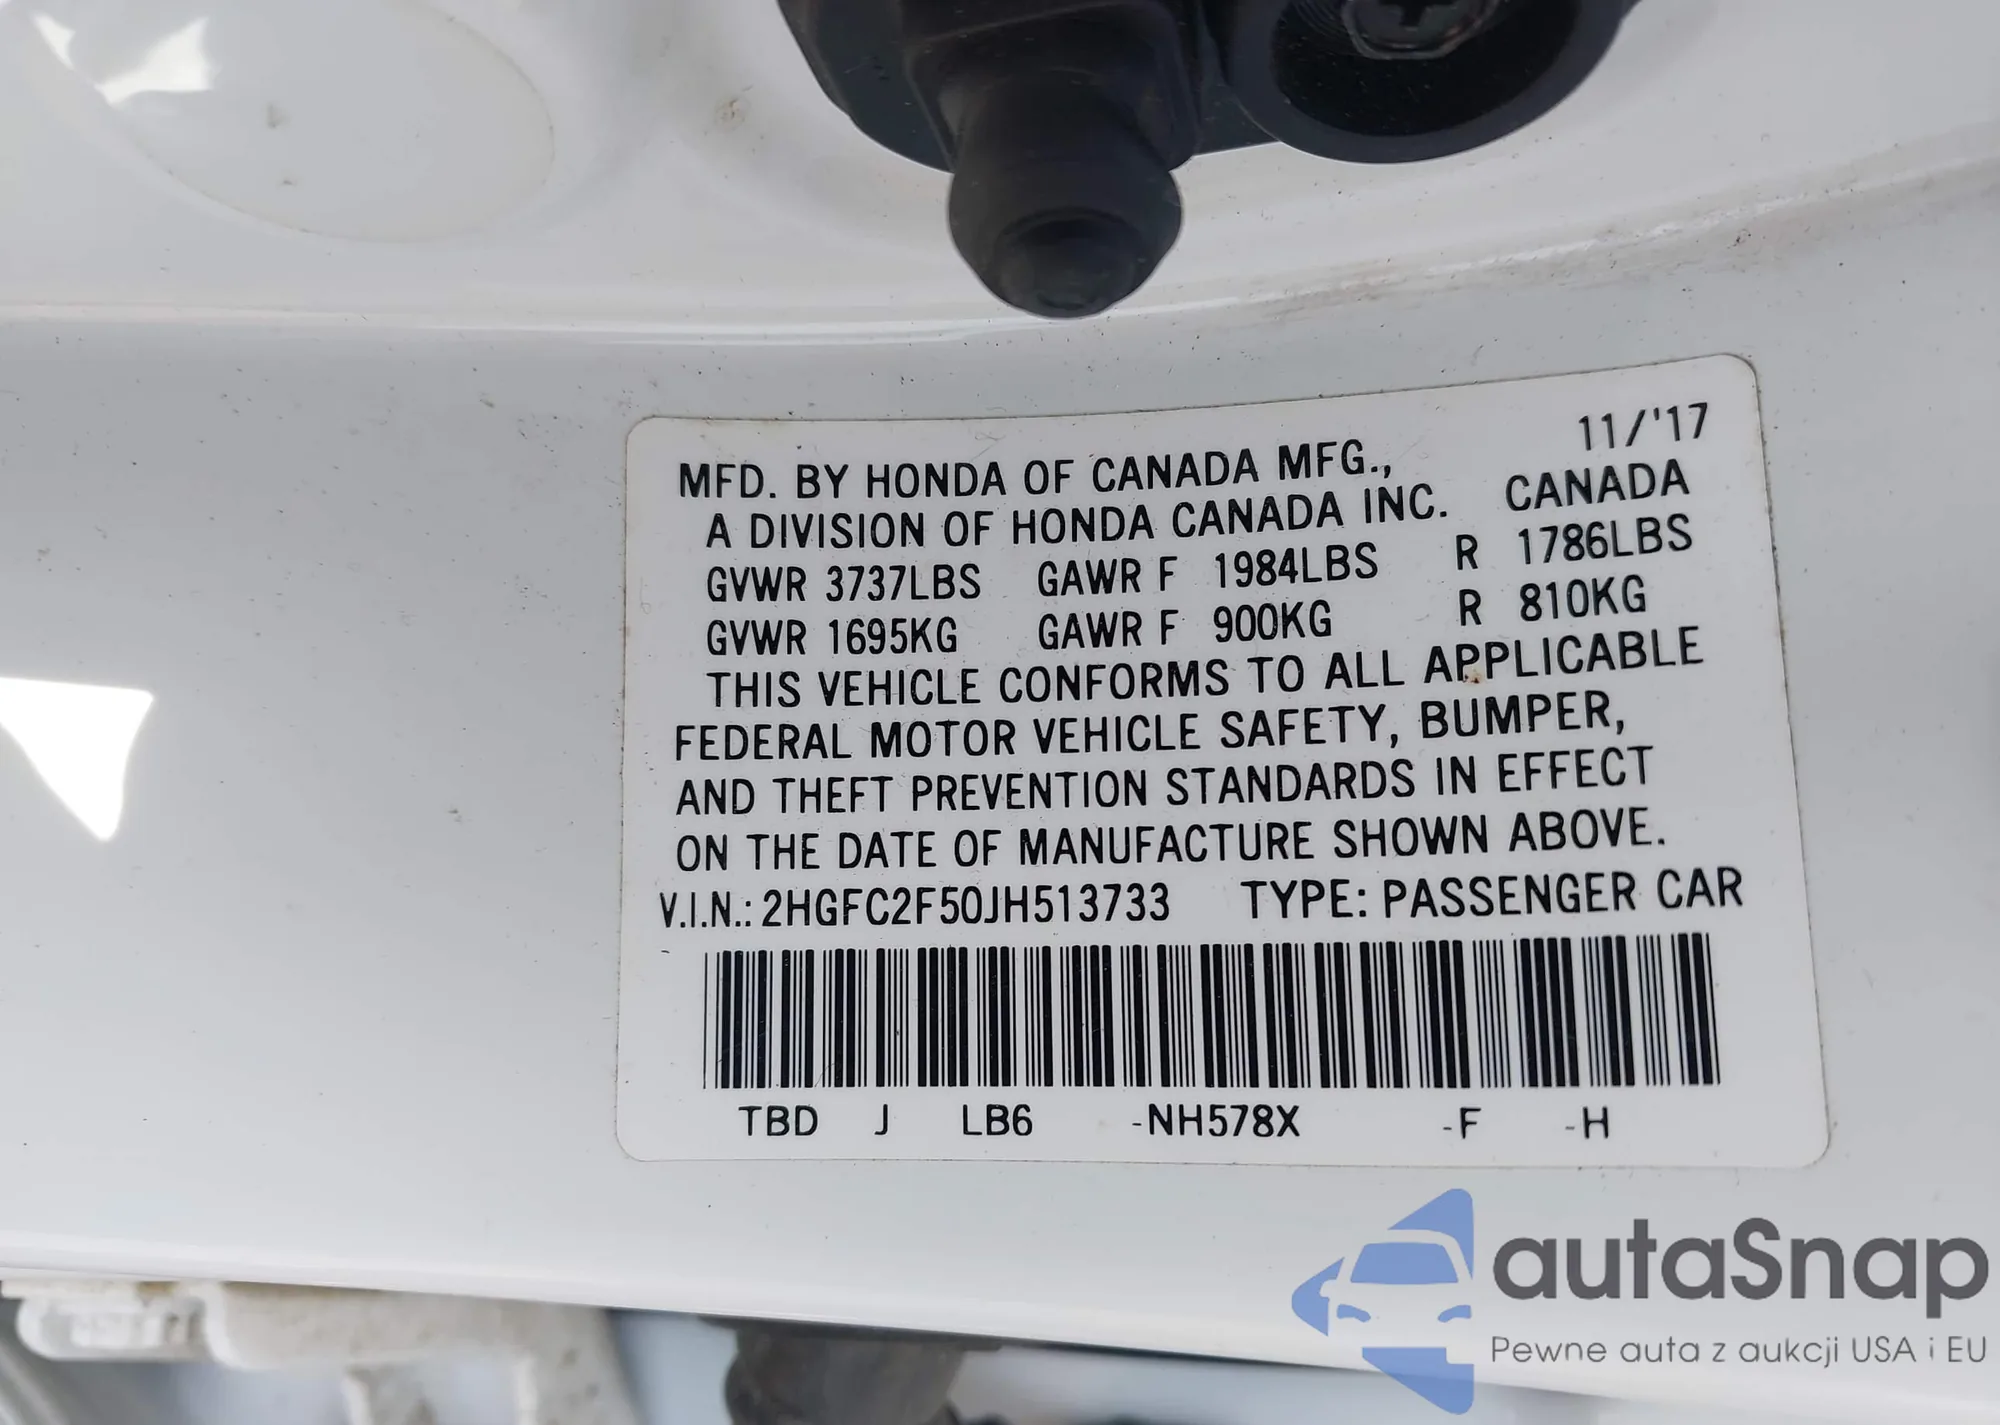 11/'17
MFD. BY HONDA OF CANADA MFG.,
A DIVISION OF HONDA CANADA INC. CANADA
GVWR 3737LBS GAWR F 1984LBS R 1786LBS
GVWR 1695KG GAWR F 900KG R 810KG
THIS VEHICLE CONFORMS TO ALL APPLICABLE
FEDERAL MOTOR VEHICLE SAFETY, BUMPER,
AND THEFT PREVENTION STANDARDS IN EFFECT
ON THE DATE OF MANUFACTURE SHOWN ABOVE.
V.I.N.: 2HGFC2F50JH513733 TYPE: PASSENGER CAR
TBD J LB6 -NH578X -F -H
autaSnap
Pewne auta z aukcji USA i EU